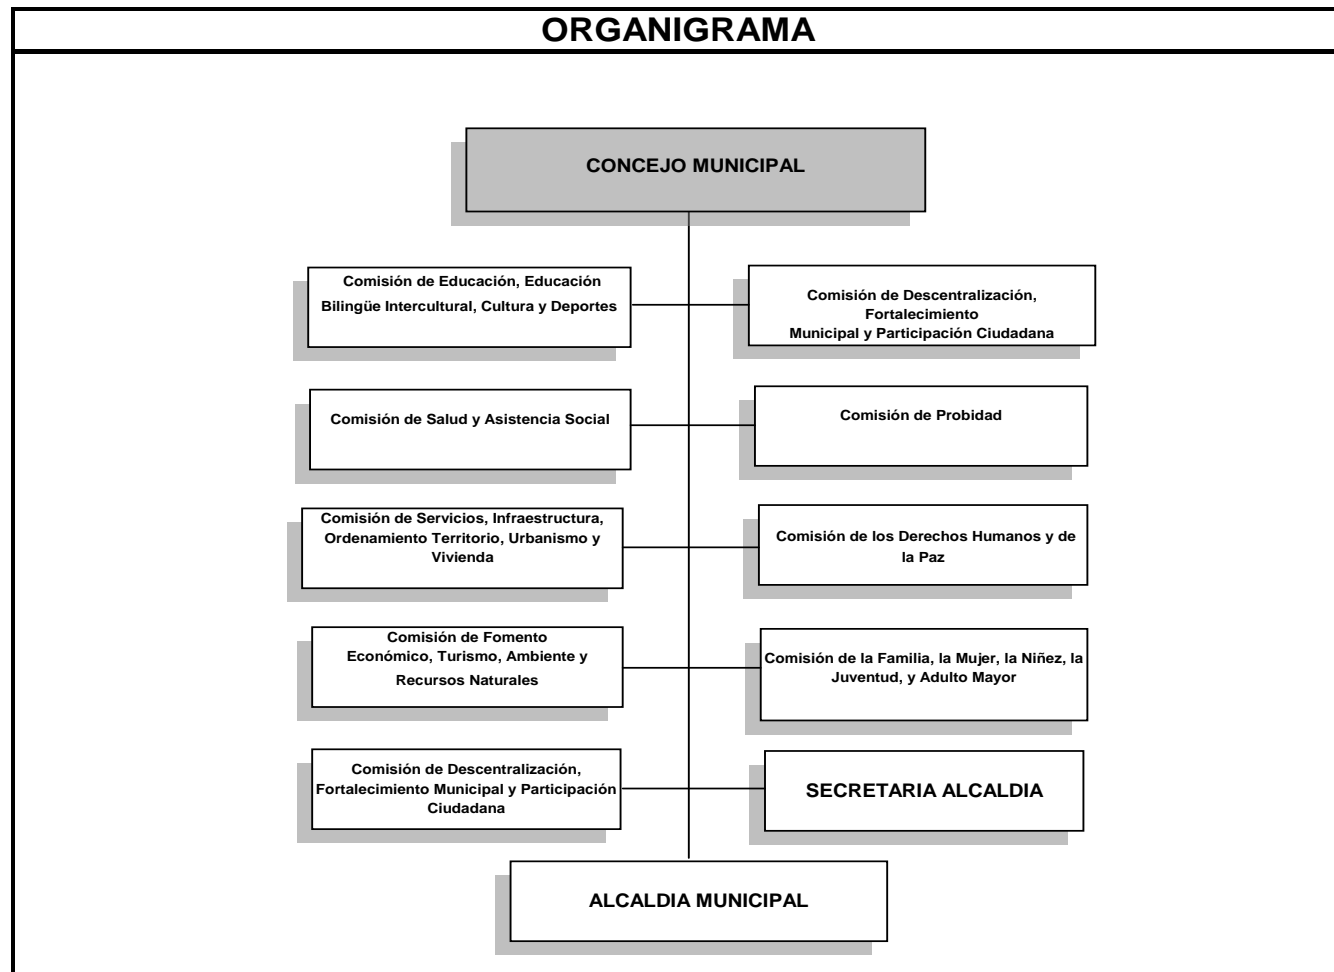 ORGANIGRAMA
CONCEJO MUNICIPAL
Comisión de Educación, Educación
Bilingüe Intercultural, Cultura y Deportes
Comisión de Descentralización,
Fortalecimiento
Municipal y Participación Ciudadana
Comisión de Salud y Asistencia Social
Comisión de Probidad
Comisión de Servicios, Infraestructura,
Ordenamiento Territorio, Urbanismo y
Vivienda
Comisión de los Derechos Humanos y de
la Paz
Comisión de Fomento
Económico, Turismo, Ambiente y
Recursos Naturales
Comisión de la Familia, la Mujer, la Niñez, la
Juventud, y Adulto Mayor
Comisión de Descentralización,
Fortalecimiento Municipal y Participación
Ciudadana
SECRETARIA ALCALDIA
ALCALDIA MUNICIPAL